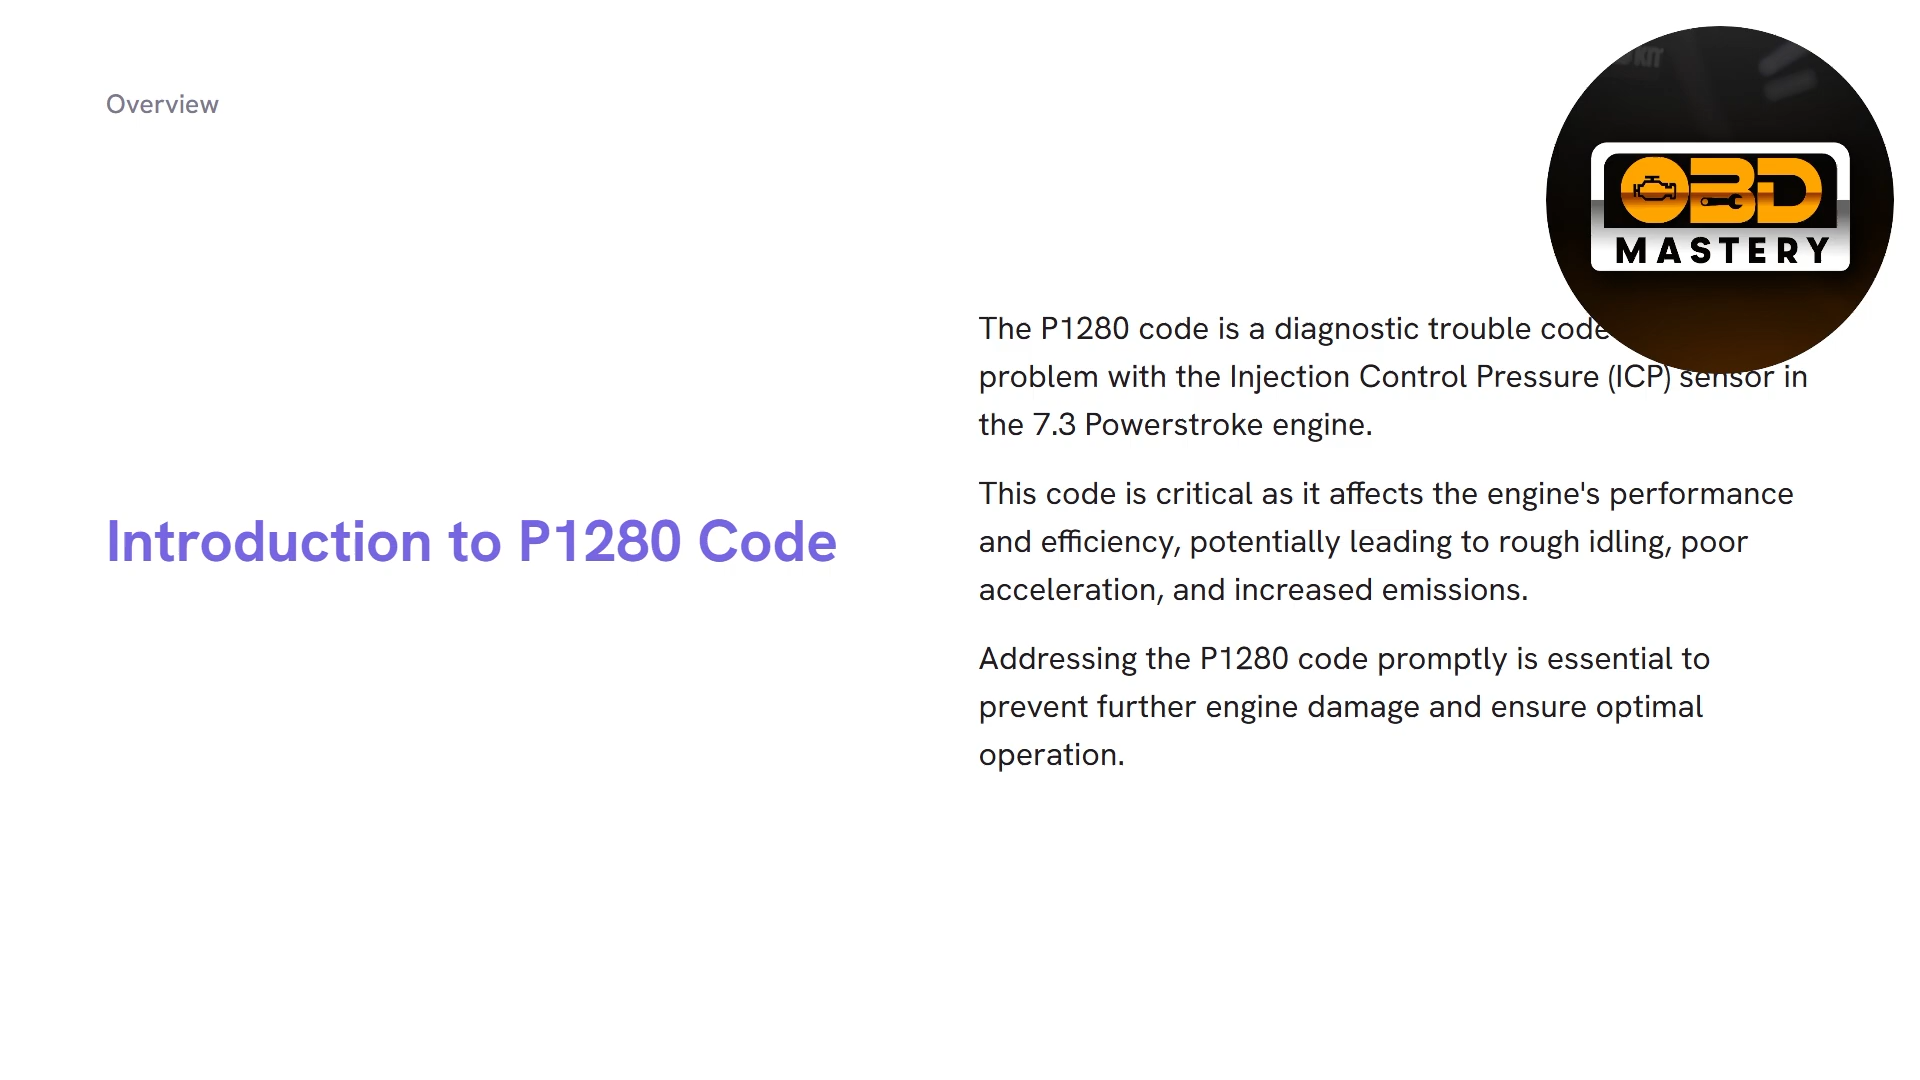 Overview
OBD
MASTERY
Introduction to P1280 Code
The P1280 code is a diagnostic trouble code
problem with the Injection Control Pressure (ICP) sensor in
the 7.3 Powerstroke engine.
This code is critical as it affects the engine's performance
and efficiency, potentially leading to rough idling, poor
acceleration, and increased emissions.
Addressing the P1280 code promptly is essential to
prevent further engine damage and ensure optimal
operation.